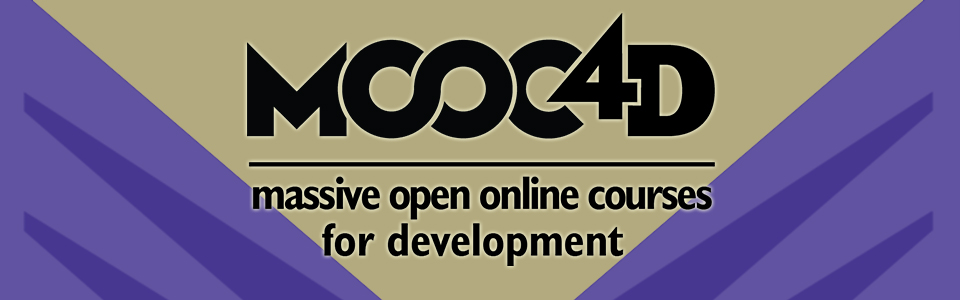 MOOC4D
massive open online courses
for development